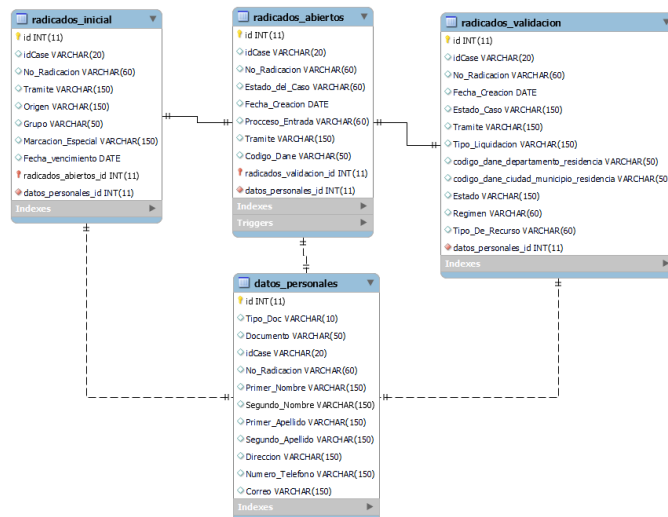 radicados_inicial
id INT(11)
idCase VARCHAR(20)
No_Radicacion VARCHAR(60)
Tramite VARCHAR(150)
Origen VARCHAR(150)
Grupo VARCHAR(50)
Marcacion_Especial VARCHAR(150)
Fecha_vencimiento DATE
radicados_abiertos_id INT(11)
datos_personales_id INT(11)
Indexes
radicados_abiertos
id INT(11)
idCase VARCHAR(20)
No_Radicacion VARCHAR(60)
Estado_del_Caso VARCHAR(60)
Fecha_Creacion DATE
Procceso_Entrada VARCHAR(60)
Tramite VARCHAR(150)
Codigo_Dane VARCHAR(50)
radicados_validacion_id INT(11)
datos_personales_id INT(11)
Indexes
Triggers
radicados_validacion
id INT(11)
idCase VARCHAR(20)
No_Radicacion VARCHAR(60)
Fecha_Creacion DATE
Estado_Caso VARCHAR(150)
Tramite VARCHAR(150)
Tipo_Liquidacion VARCHAR(150)
codigo_dane_departamento_residencia VARCHAR(50)
codigo_dane_ciudad_municipio_residencia VARCHAR(50
Estado VARCHAR(150)
Regimen VARCHAR(60)
Tipo_De_Recurso VARCHAR(60)
datos_personales_id INT(11)
Indexes
datos_personales
id INT(11)
Tipo_Doc VARCHAR(10)
Documento VARCHAR(50)
idCase VARCHAR(20)
No_Radicacion VARCHAR(60)
Primer_Nombre VARCHAR(150)
Segundo_Nombre VARCHAR(150)
Primer_Apellido VARCHAR(150)
Segundo_Apellido VARCHAR(150)
Direccion VARCHAR(150)
Numero_Telefono VARCHAR(150)
Correo VARCHAR(150)
Indexes